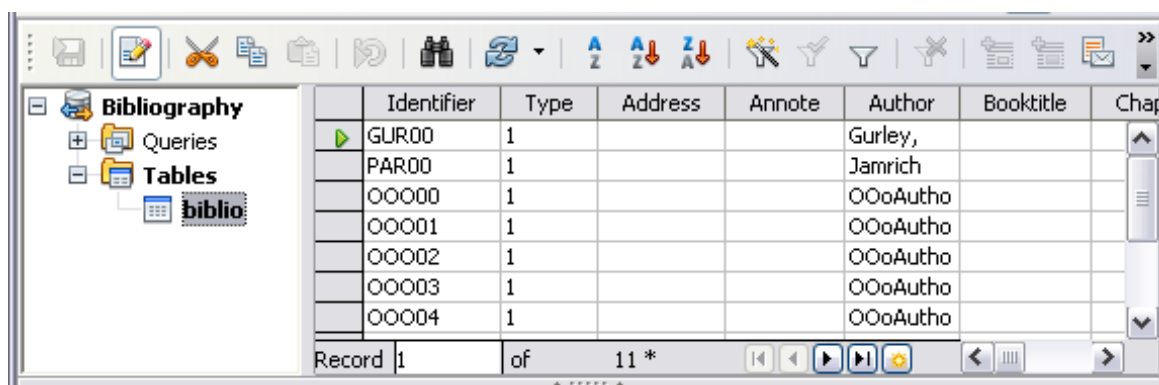 Bibliography
Queries
Tables
biblio
Identifier Type Address Annote Author Booktitle Chap
GUR00 1 Gurley,
PAR00 1 Jamrich
OOO00 1 OOoAutho
OOO01 1 OOoAutho
OOO02 1 OOoAutho
OOO03 1 OOoAutho
OOO04 1 OOoAutho
Record 1 of 11 *